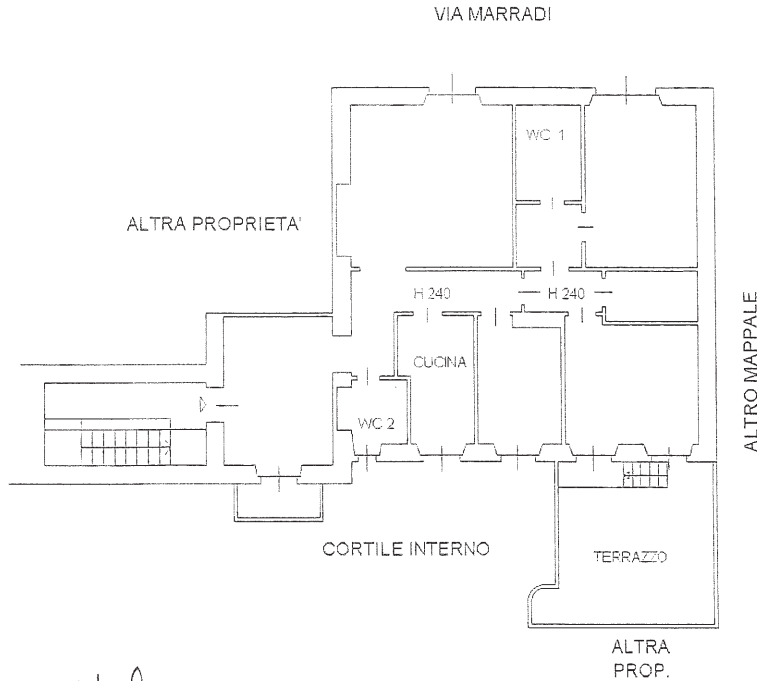 VIA MARRADI
WC 1
ALTRA PROPRIETA'
H 240
H 240
ALTRO MAPPALE
CUCINA
WC 2
CORTILE INTERNO
TERRAZZO
ALTRA
PROP.